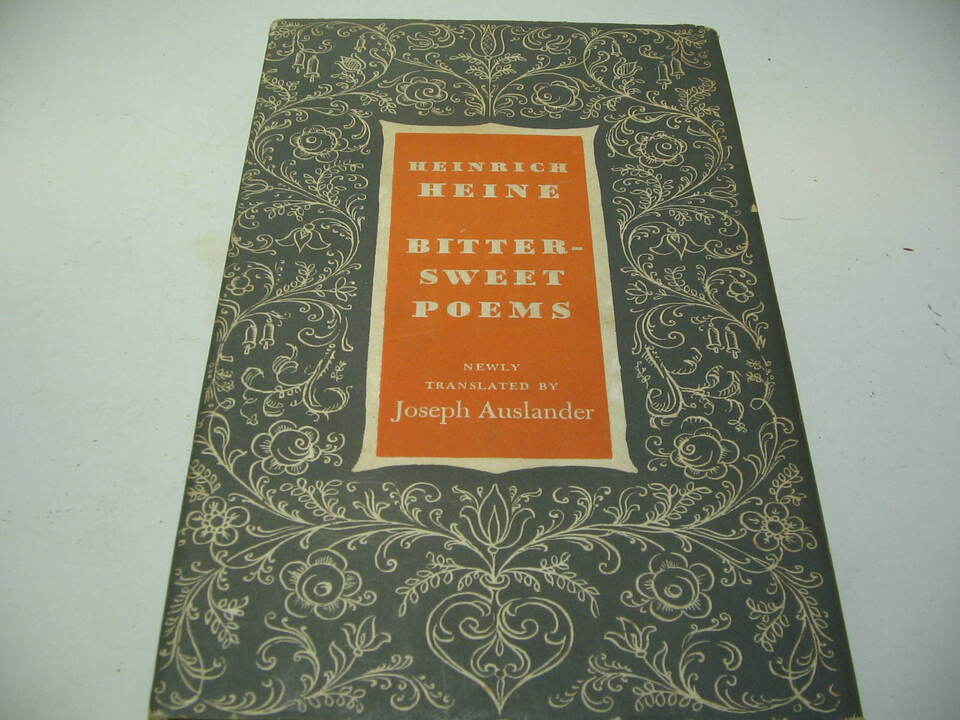 HEINRICH
HEINE
BITTER-
SWEET
POEMS
NEWLY
TRANSLATED BY
Joseph Auslander